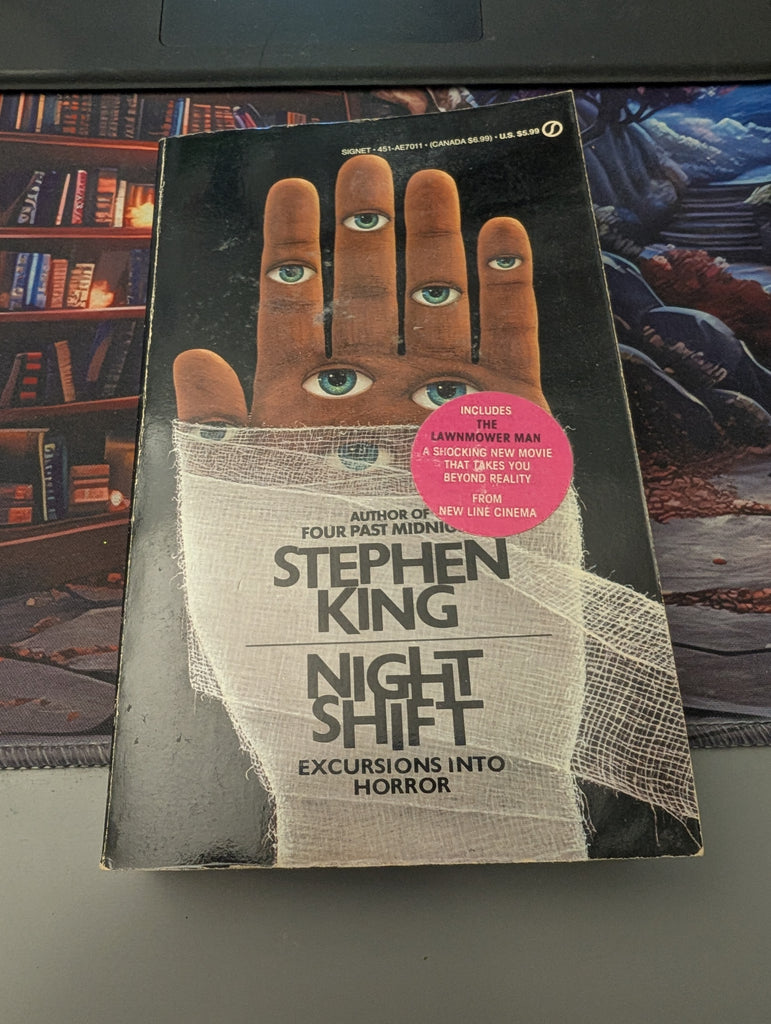 SIGNET • 451-AE7011 • (CANADA $6.99) • U.S. $5.99
INCLUDES
THE
LAWNMOWER MAN
A SHOCKING NEW MOVIE
THAT TAKES YOU
BEYOND REALITY
FROM
NEW LINE CINEMA
AUTHOR OF
FOUR PAST MIDNIG
STEPHEN
KING
NIGHT
SHIFT
EXCURSIONS INTO
HORROR